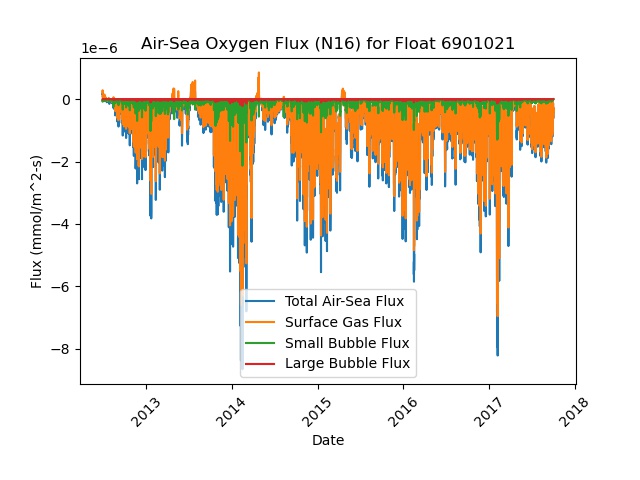 Air-Sea Oxygen Flux (N16) for Float 6901021
1e−6
0
−2
−4
−6
−8
Flux (mmol/m^2-s)
Total Air-Sea Flux
Surface Gas Flux
Small Bubble Flux
Large Bubble Flux
2013
2014
2015
2016
2017
2018
Date